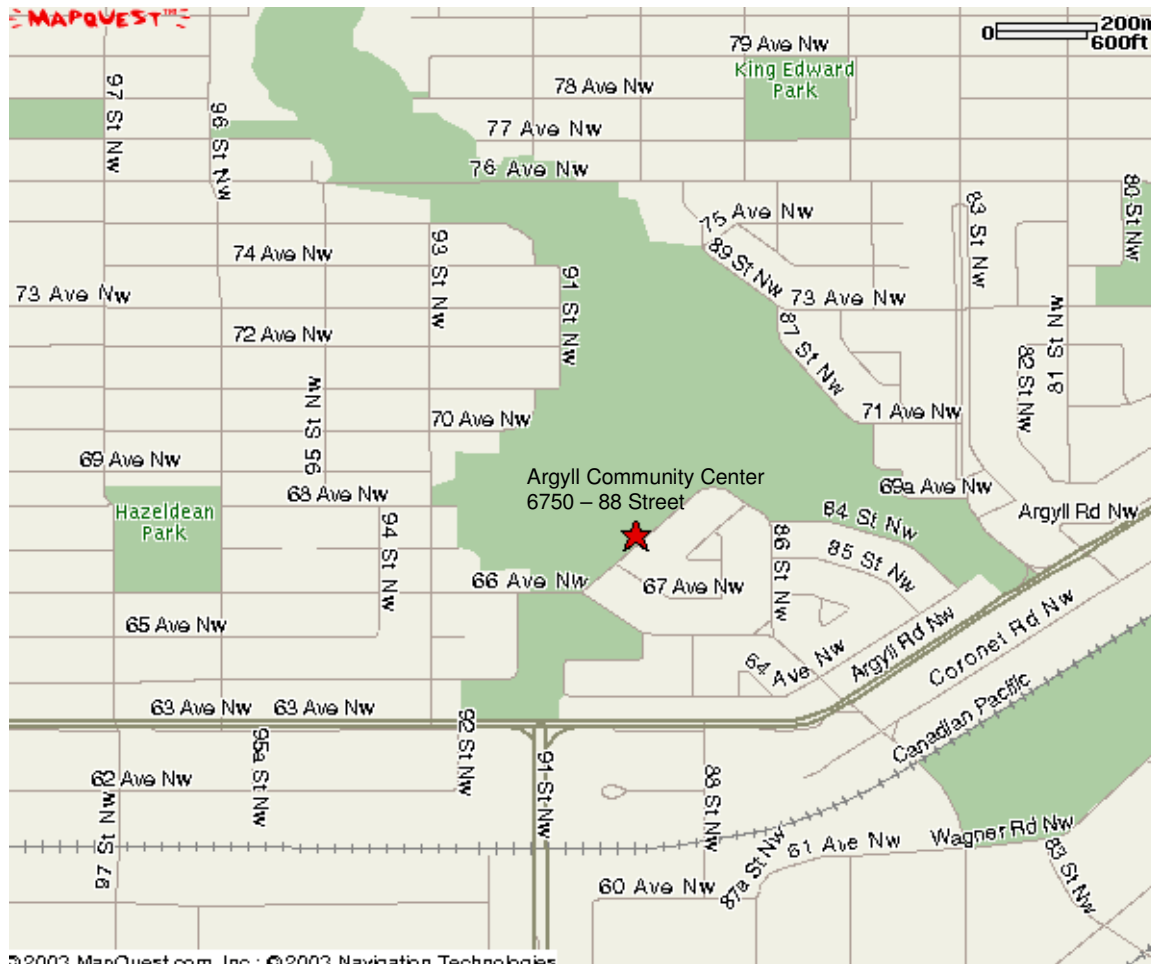 MAPQUEST
0 200m
600ft
79 Ave Nw
King Edward
Park
78 Ave Nw
97 St Nw
96 St Nw
77 Ave Nw
76 Ave Nw
80 St Nw
83 St Nw
75 Ave Nw
74 Ave Nw
93 St Nw
89 St Nw
91 St Nw
73 Ave Nw
73 Ave Nw
81 St Nw
72 Ave Nw
87 St Nw
82 St Nw
95 St Nw
70 Ave Nw
71 Ave Nw
69 Ave Nw
Argyll Community Center
6750 – 88 Street
68 Ave Nw
69a Ave Nw
Hazeldean
Park
94 St Nw
84 St Nw
Argyll Rd Nw
86 St Nw
85 St Nw
66 Ave Nw
67 Ave Nw
65 Ave Nw
64 Ave Nw
Argyll Rd Nw
Coronet Rd Nw
63 Ave Nw
63 Ave Nw
92 St Nw
Canadian Pacific
95a St Nw
62 Ave Nw
91 St Nw
88 St Nw
97 St Nw
61 Ave Nw
Wagner Rd Nw
83 St Nw
87a St Nw
60 Ave Nw
©2003 MapQuest.com, Inc.; ©2003 Navigation Technologies